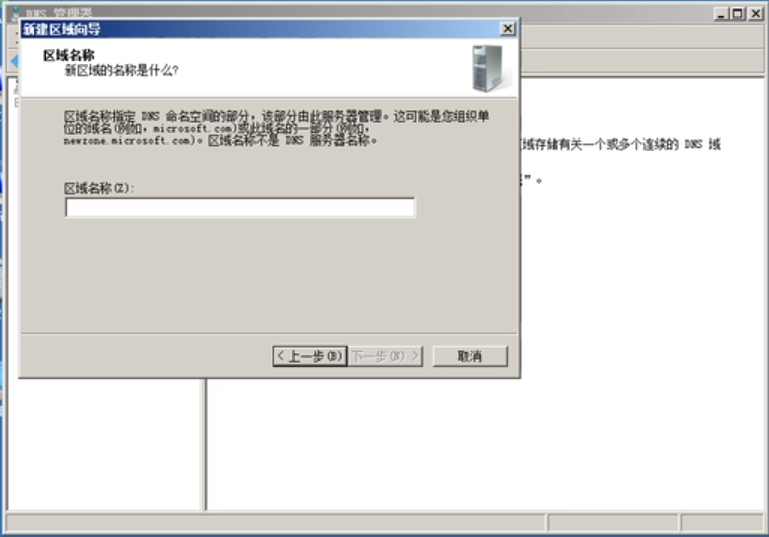 DNS 管理器
新建区域向导
区域名称
新区域的名称是什么?
区域名称指定 DNS 命名空间的部分，该部分由此服务器管理。这可能是您组织单
位的域名(例如，microsoft.com)或此域名的一部分(例如，
newzone.microsoft.com)。区域名称不是 DNS 服务器名称。
域存储有关一个或多个连续的 DNS 域
”。
区域名称(Z):
< 上一步(B)
下一步(N) >
取消